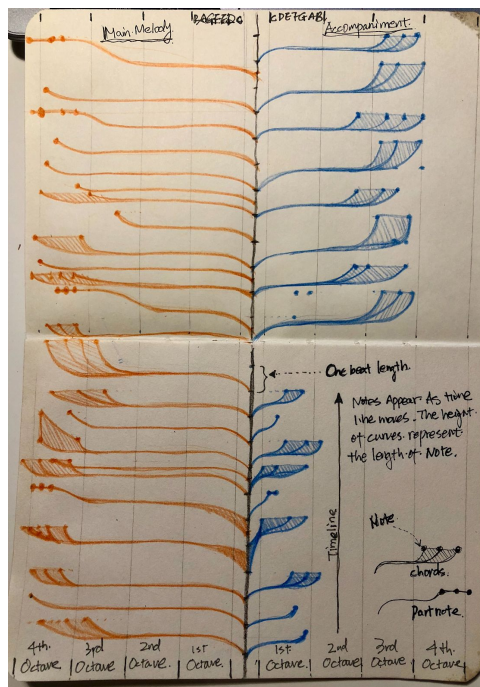 BAGFEDC CDEFGAB
Main Melody Accompaniment
One beat length.
Notes Appear As time
line moves. The height
of curves represent
the length of Note.
Timeline
Note
chords.
Part note.
4th. 3rd 2nd 1st 1st 2nd 3rd 4th
Octave Octave Octave. Octave. Octave. Octave. Octave. Octave.